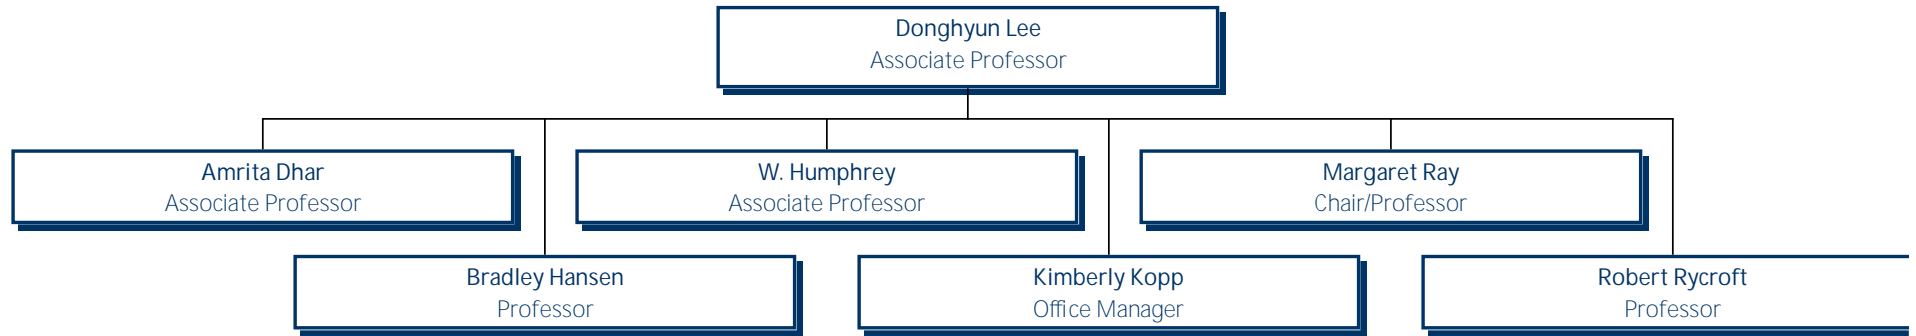 Donghyun Lee
Associate Professor
Amrita Dhar
Associate Professor
W. Humphrey
Associate Professor
Margaret Ray
Chair/Professor
Bradley Hansen
Professor
Kimberly Kopp
Office Manager
Robert Rycroft
Professor